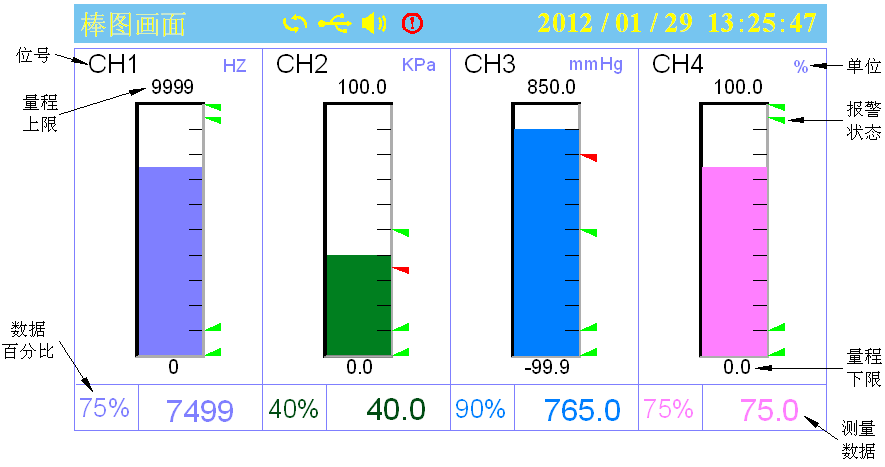 棒图画面 2012 / 01 / 29 13:25:47
位号
CH1 HZ
CH2 KPa
CH3 mmHg
CH4 %
单位
量程
上限
9999
100.0
850.0
100.0
报警
状态
数据
百分比
0
0.0
-99.9
0.0
量程
下限
75% 7499
40% 40.0
90% 765.0
75% 75.0
测量
数据